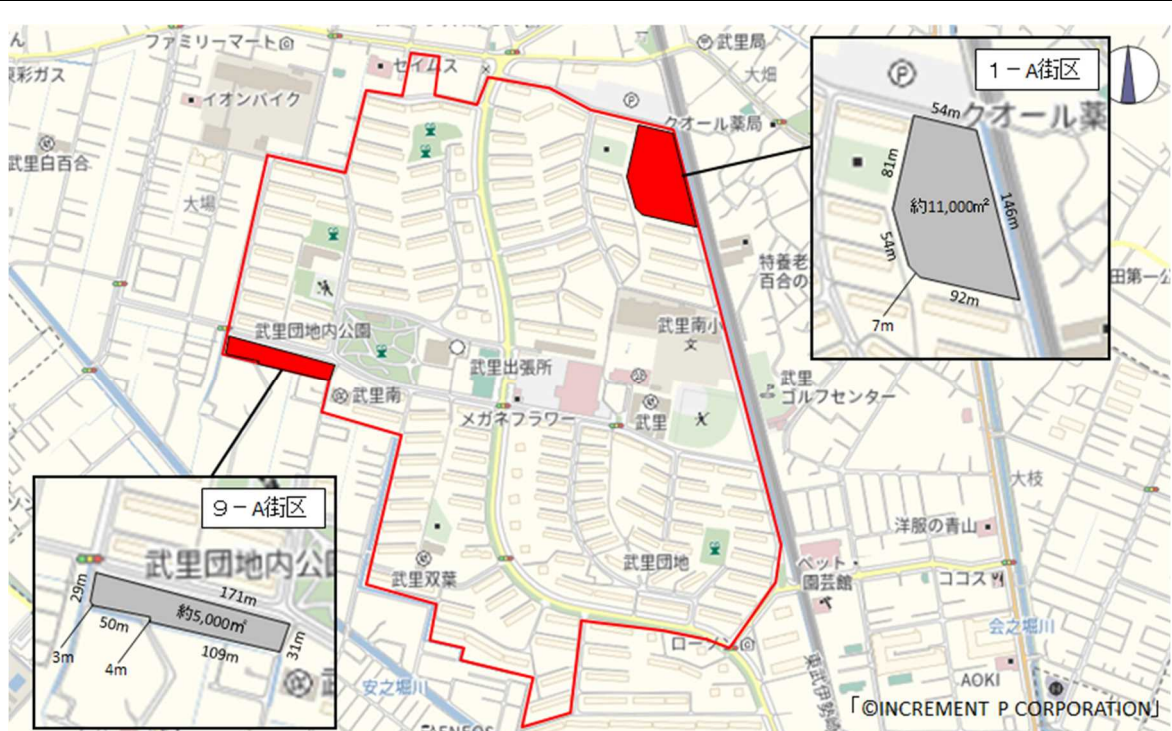 ファミリーマート
セイムス
武里局
大畑
イオンバイク
クオール薬局
武里白百合
大場
武里団地内公園
武里南
武里出張所
メガネフラワー
武里南小
文
武里
武里
ゴルフセンター
特養老
百合の
武里双葉
武里団地
ローソン
ペット
園芸館
洋服の青山
ココス
大枝
会之堀川
AOKI
安之堀川
東武伊勢崎
田第一公
1-A街区
54m
クオール薬
81m
約11,000㎡
146m
54m
92m
7m
9-A街区
武里団地内公
29m
171m
約5,000㎡
50m
31m
3m
4m
109m
「©INCREMENT P CORPORATION」